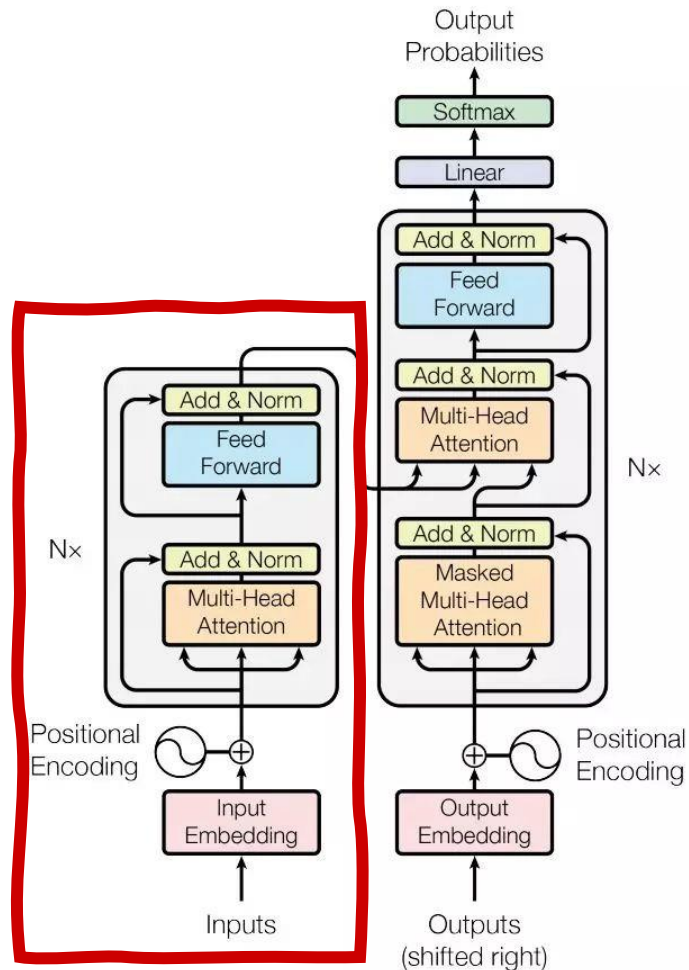 Output
Probabilities
Softmax
Linear
Add & Norm
Feed
Forward
Add & Norm
Multi-Head
Attention
Nx
Add & Norm
Masked
Multi-Head
Attention
Positional
Encoding
Output
Embedding
Outputs
(shifted right)
Add & Norm
Feed
Forward
Nx
Add & Norm
Multi-Head
Attention
Positional
Encoding
Input
Embedding
Inputs